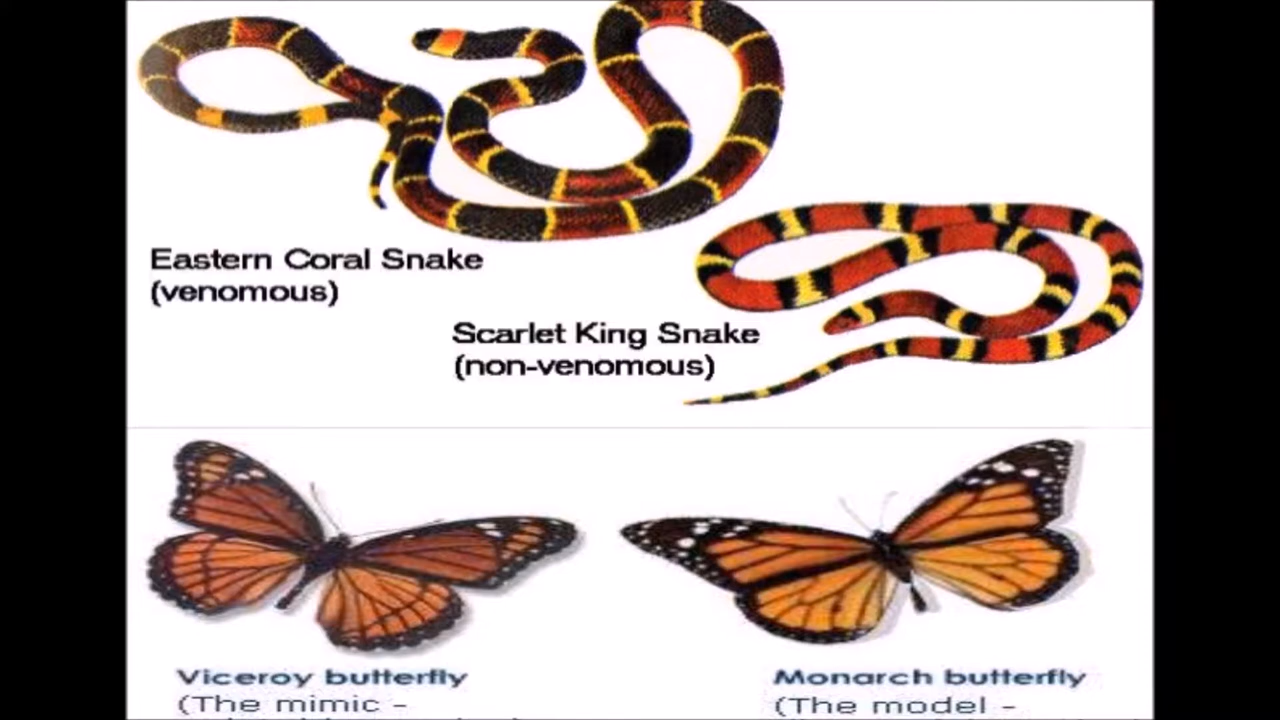 Eastern Coral Snake
(venomous)
Scarlet King Snake
(non-venomous)
Viceroy butterfly
(The mimic -
Monarch butterfly
(The model -